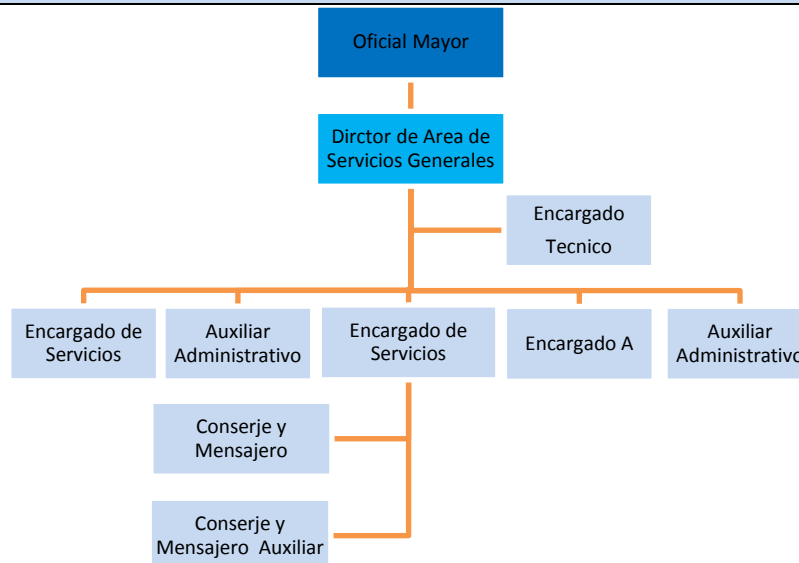 Oficial Mayor
Dirctor de Area de
Servicios Generales
Encargado
Tecnico
Encargado de
Servicios
Auxiliar
Administrativo
Encargado de
Servicios
Encargado A
Auxiliar
Administrativo
Conserje y
Mensajero
Conserje y
Mensajero Auxiliar